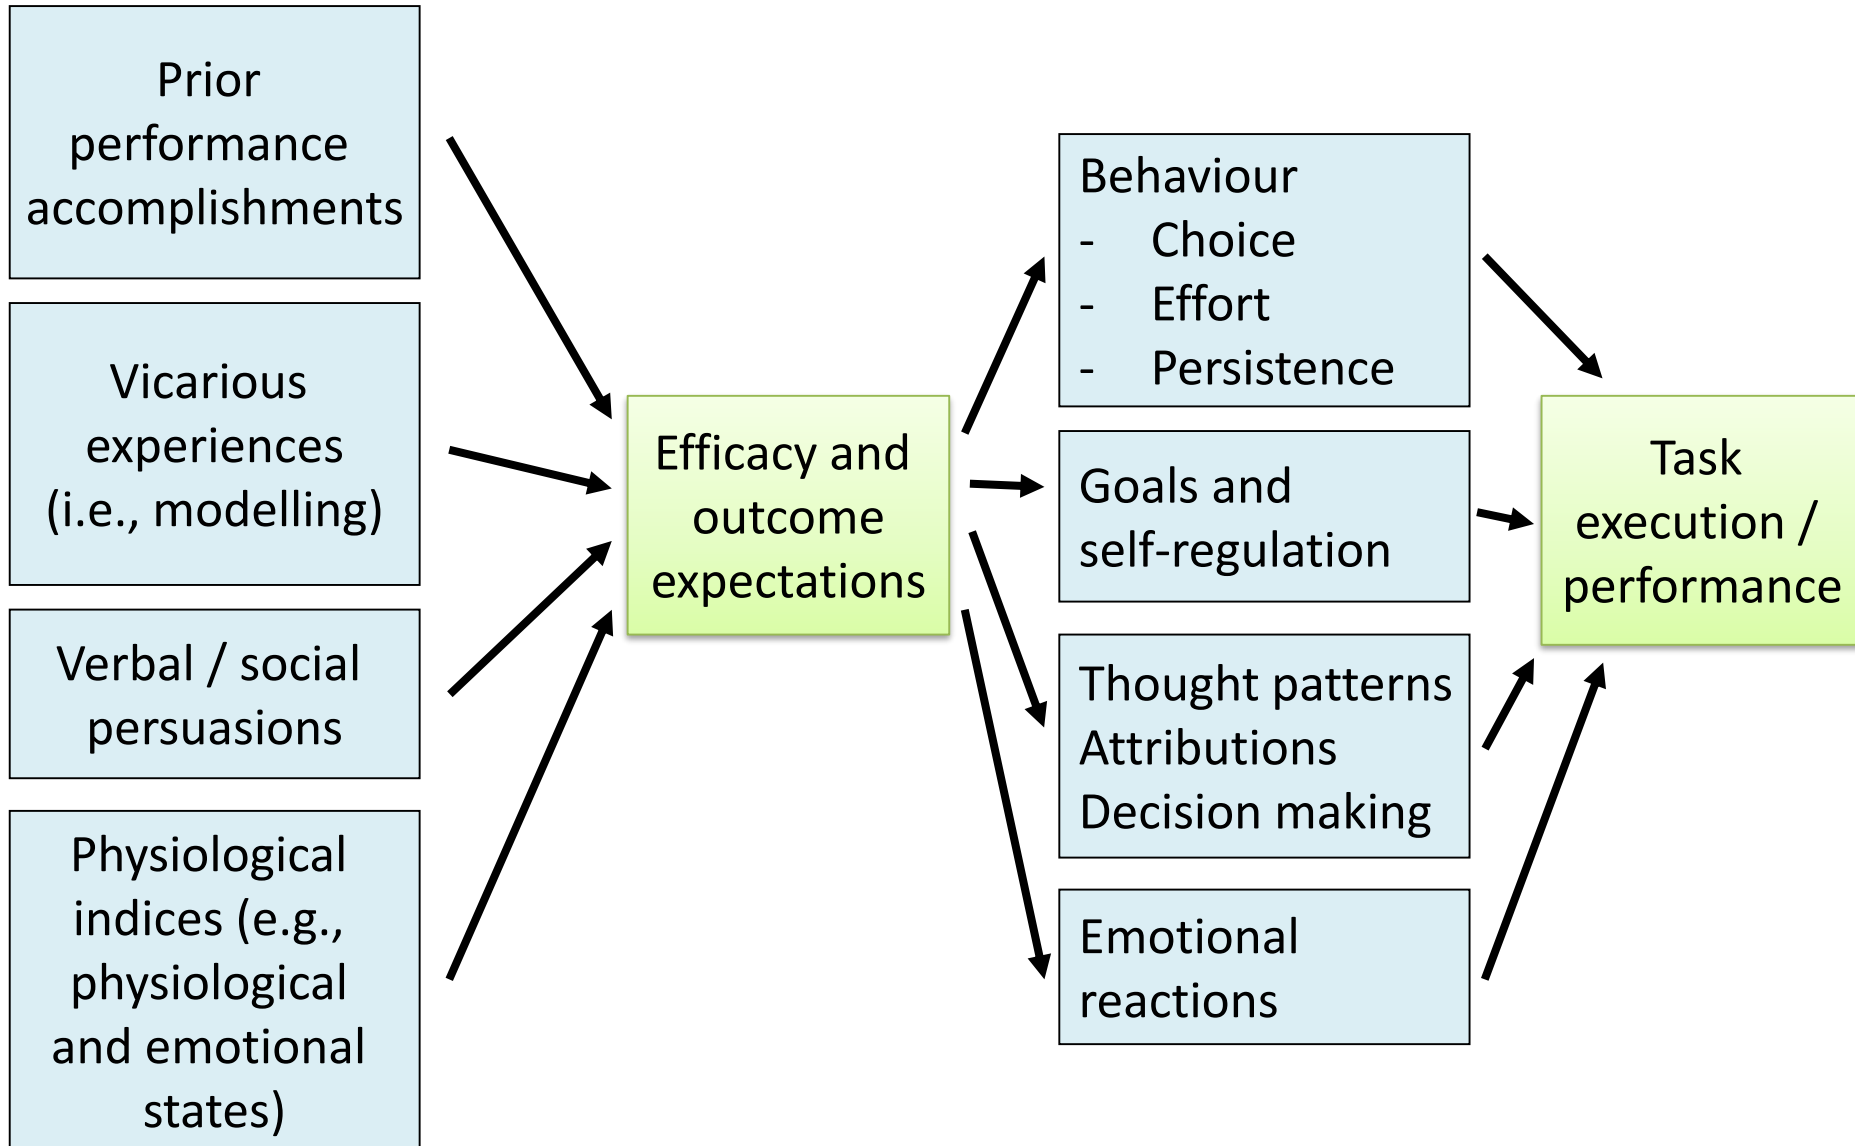 Prior
performance
accomplishments
Vicarious
experiences
(i.e., modelling)
Verbal / social
persuasions
Physiological
indices (e.g.,
physiological
and emotional
states)
Efficacy and
outcome
expectations
Behaviour
- Choice
- Effort
- Persistence
Goals and
self-regulation
Thought patterns
Attributions
Decision making
Emotional
reactions
Task
execution /
performance